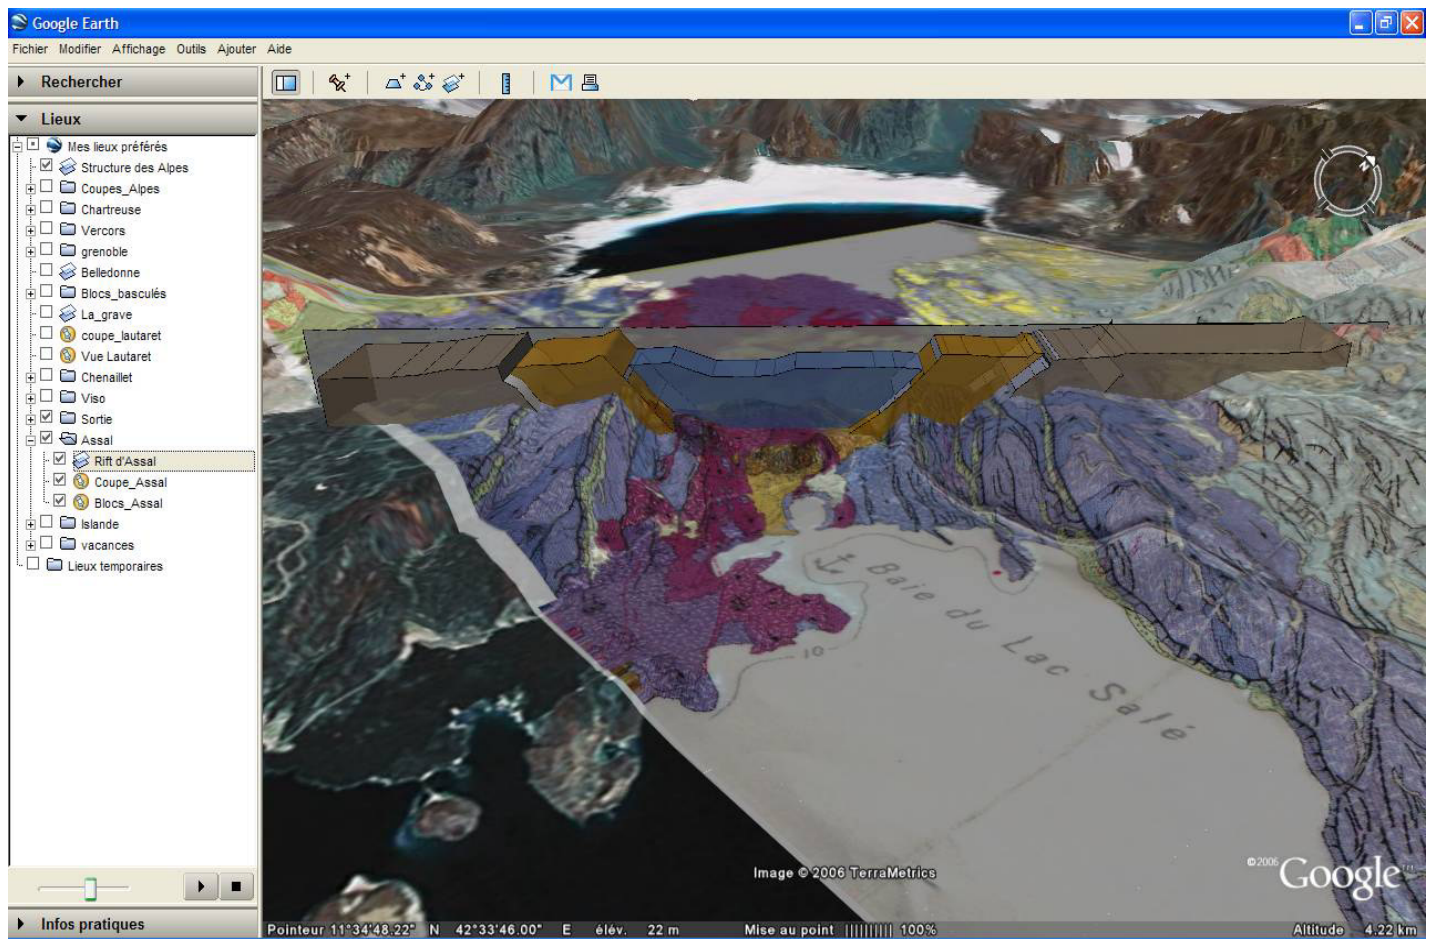 Google Earth
Fichier Modifier Affichage Outils Ajouter Aide
Rechercher
Lieux
Mes lieux préférés
Structure des Alpes
Coupes_Alpes
Chartreuse
Vercors
grenoble
Belledonne
Blocs_basculés
La_grave
coupe_lautaret
Vue Lautaret
Chenaillet
Viso
Sortie
Assal
Rift d'Assal
Coupe_Assal
Blocs_Assal
Islande
vacances
Lieux temporaires
Infos pratiques
N
Baie du Lac Salé
10
Image © 2006 TerraMetrics
©2006 Google™
Pointeur 11°34'48.22" N 42°33'46.00" E élév. 22 m Mise au point |||||||||| 100% Altitude 4.22 km